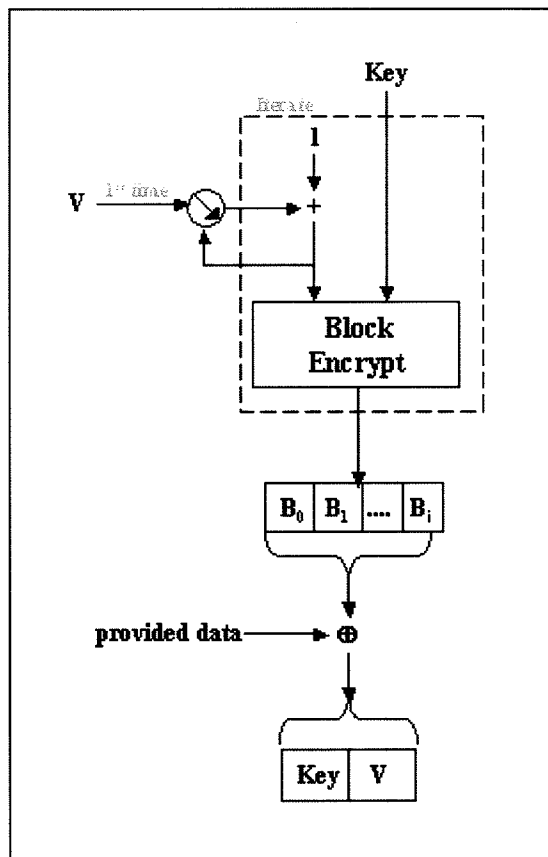 Key
Iterate
1
V
1st time
+
Block
Encrypt
B0 B1 .... Bi
provided data
⊕
Key V